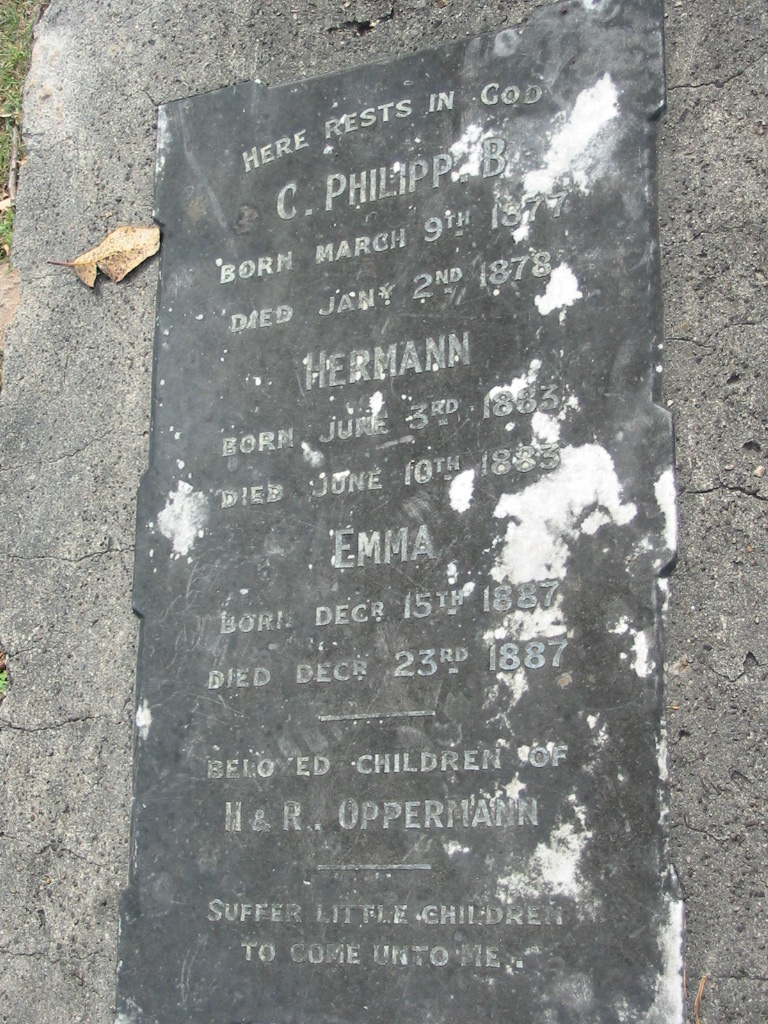 HERE RESTS IN GOD
C. PHILIPP. B
BORN MARCH 9TH 1877
DIED JANY 2ND 1878
HERMANN
BORN JUNE 3RD 1883
DIED JUNE 10TH 1883
EMMA
BORN DECR 15TH 1887
DIED DECR 23RD 1887
BELOVED CHILDREN OF
H & R. OPPERMANN
SUFFER LITTLE CHILDREN
TO COME UNTO ME.